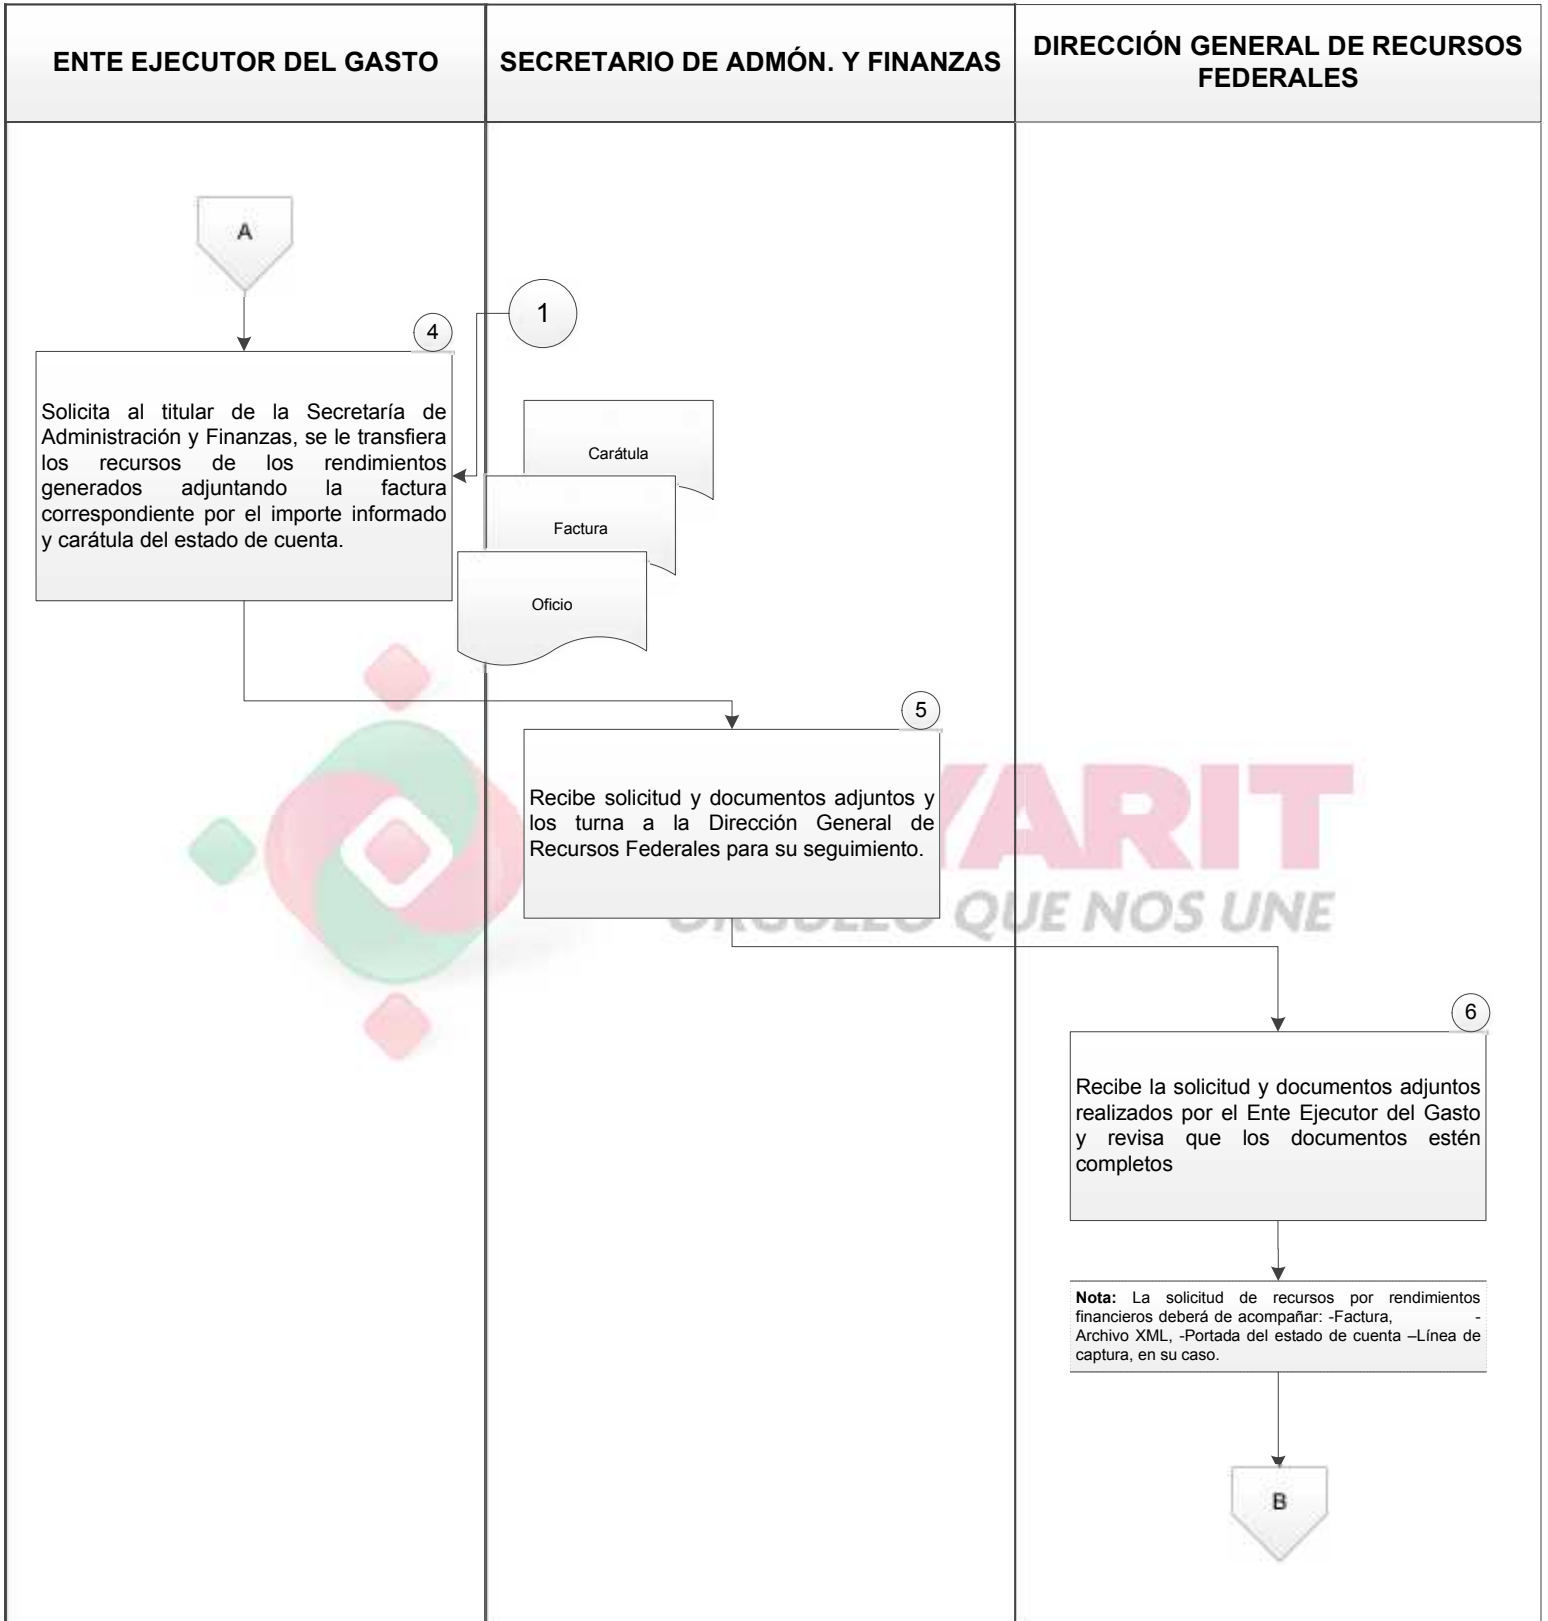 ENTE EJECUTOR DEL GASTO
SECRETARIO DE ADMÓN. Y FINANZAS
DIRECCIÓN GENERAL DE RECURSOS
FEDERALES
A
1
4
Solicita al titular de la Secretaría de
Administración y Finanzas, se le transfiera
los recursos de los rendimientos
generados adjuntando la factura
correspondiente por el importe informado
y carátula del estado de cuenta.
Carátula
Factura
Oficio
5
Recibe solicitud y documentos adjuntos y
los turna a la Dirección General de
Recursos Federales para su seguimiento.
YARIT
QUE NOS UNE
6
Recibe la solicitud y documentos adjuntos
realizados por el Ente Ejecutor del Gasto
y revisa que los documentos estén
completos
Nota: La solicitud de recursos por rendimientos
financieros deberá de acompañar: -Factura, -
Archivo XML, -Portada del estado de cuenta –Línea de
captura, en su caso.
B